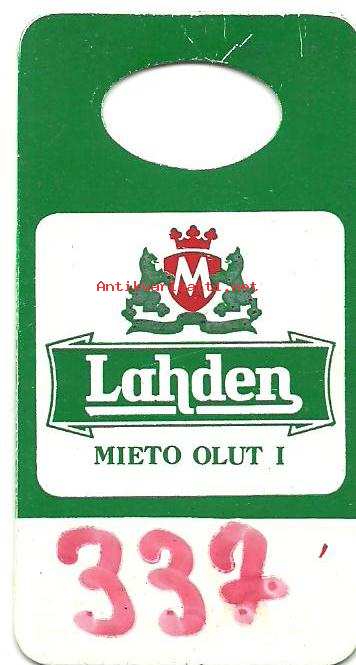 M
Antikvariaatti.net
Lahden
MIETO OLUT I
337